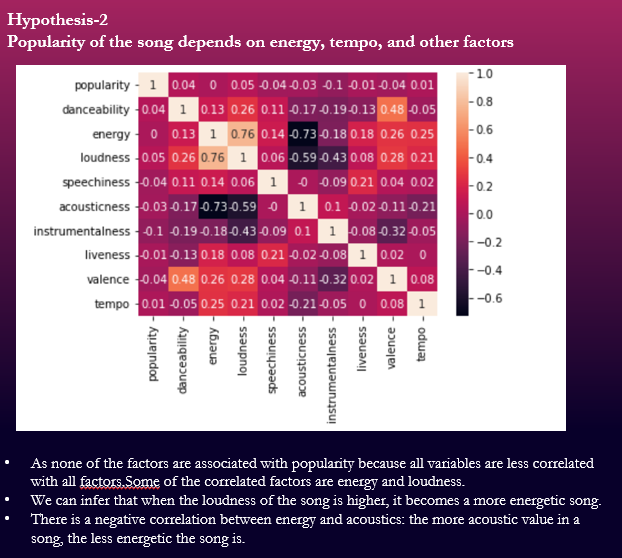 Hypothesis-2
Popularity of the song depends on energy, tempo, and other factors
popularity 1 0.04 0 0.05 -0.04 -0.03 -0.1 -0.01 -0.04 0.01
danceability 0.04 1 0.13 0.26 0.11 -0.17 -0.19 -0.13 0.48 -0.05
energy 0 0.13 1 0.76 0.14 -0.73 -0.18 0.18 0.26 0.25
loudness 0.05 0.26 0.76 1 0.06 -0.59 -0.43 0.08 0.28 0.21
speechiness -0.04 0.11 0.14 0.06 1 -0 -0.09 0.21 0.04 0.02
acousticness -0.03 -0.17 -0.73 -0.59 -0 1 0.1 -0.02 -0.11 -0.21
instrumentalness -0.1 -0.19 -0.18 -0.43 -0.09 0.1 1 -0.08 -0.32 -0.05
liveness -0.01 -0.13 0.18 0.08 0.21 -0.02 -0.08 1 0.02 0
valence -0.04 0.48 0.26 0.28 0.04 -0.11 -0.32 0.02 1 0.08
tempo 0.01 -0.05 0.25 0.21 0.02 -0.21 -0.05 0 0.08 1
popularity
danceability
energy
loudness
speechiness
acousticness
instrumentalness
liveness
valence
tempo
1.0
0.8
0.6
0.4
0.2
0.0
−0.2
−0.4
−0.6
• As none of the factors are associated with popularity because all variables are less correlated
with all factors.Some of the correlated factors are energy and loudness.
• We can infer that when the loudness of the song is higher, it becomes a more energetic song.
• There is a negative correlation between energy and acoustics: the more acoustic value in a
song, the less energetic the song is.